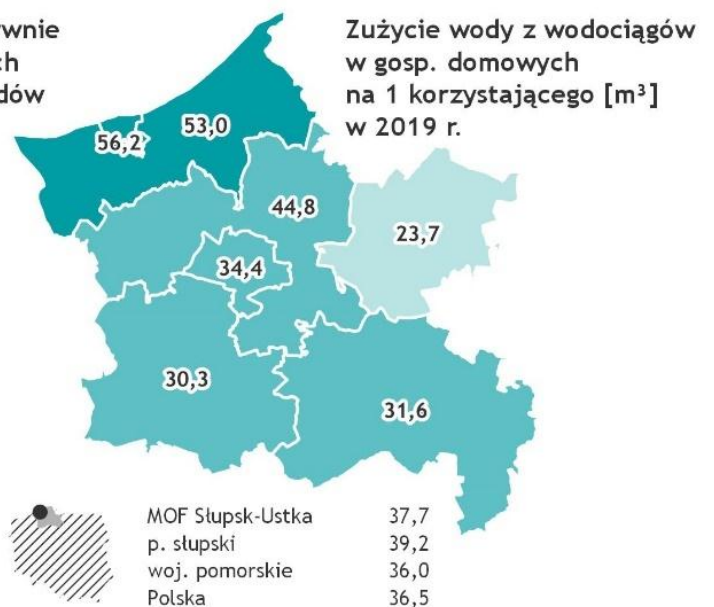 Zużycie wody z wodociągów
w gosp. domowych
na 1 korzystającego [m³]
w 2019 r.
53,0
56,2
44,8
23,7
34,4
30,3
31,6
MOF Słupsk-Ustka 37,7
p. słupski 39,2
woj. pomorskie 36,0
Polska 36,5